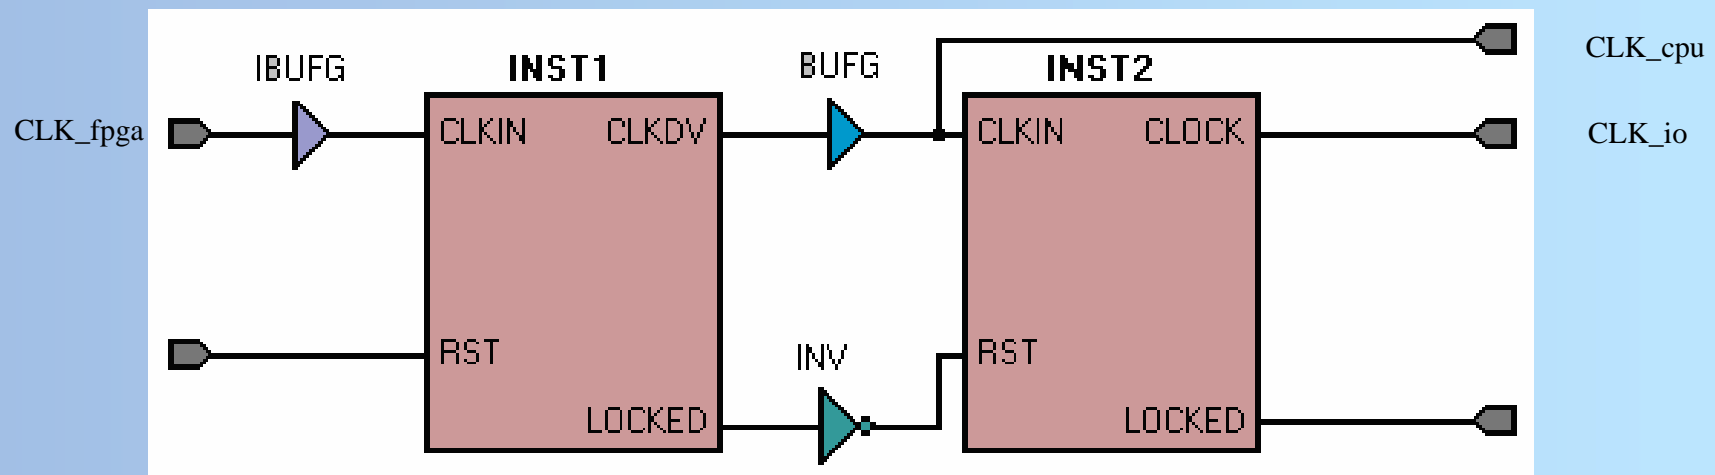 CLK_fpga
IBUFG
INST1
CLKIN
CLKDV
RST
LOCKED
BUFG
INV
INST2
CLKIN
CLOCK
RST
LOCKED
CLK_cpu
CLK_io